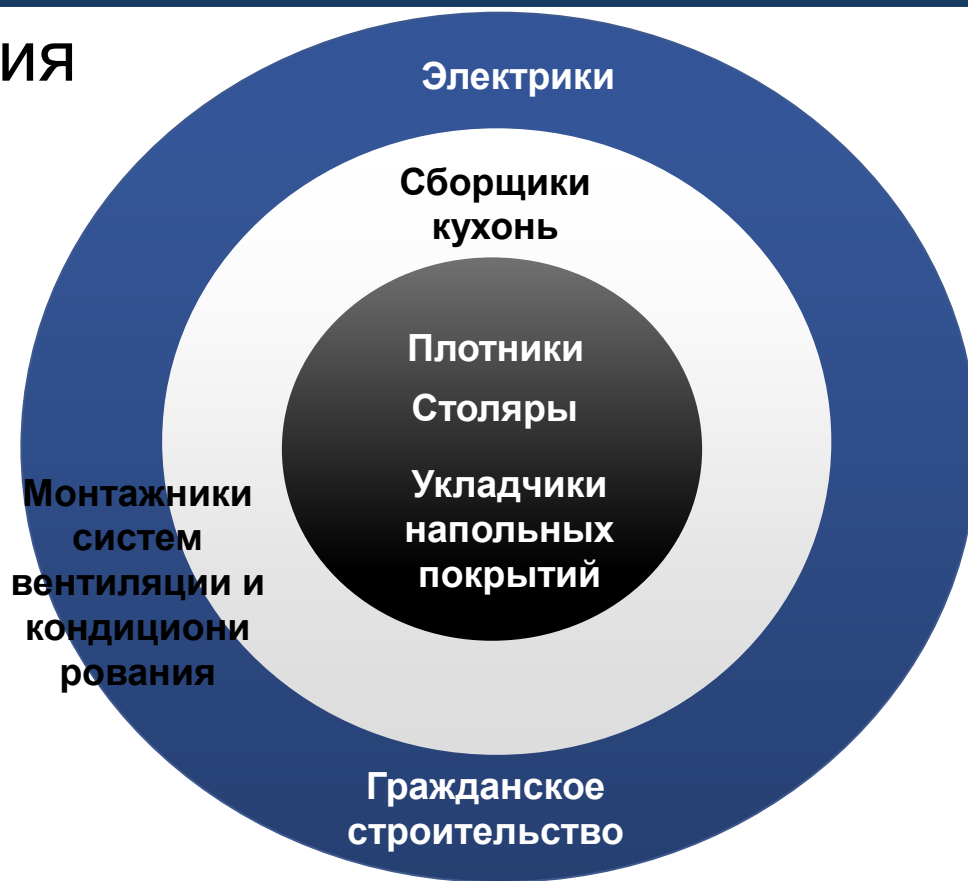 ия
Электрики
Сборщики
кухонь
Плотники
Столяры
Укладчики
напольных
покрытий
Монтажники
систем
вентиляции и
кондициони
рования
Гражданское
строительство